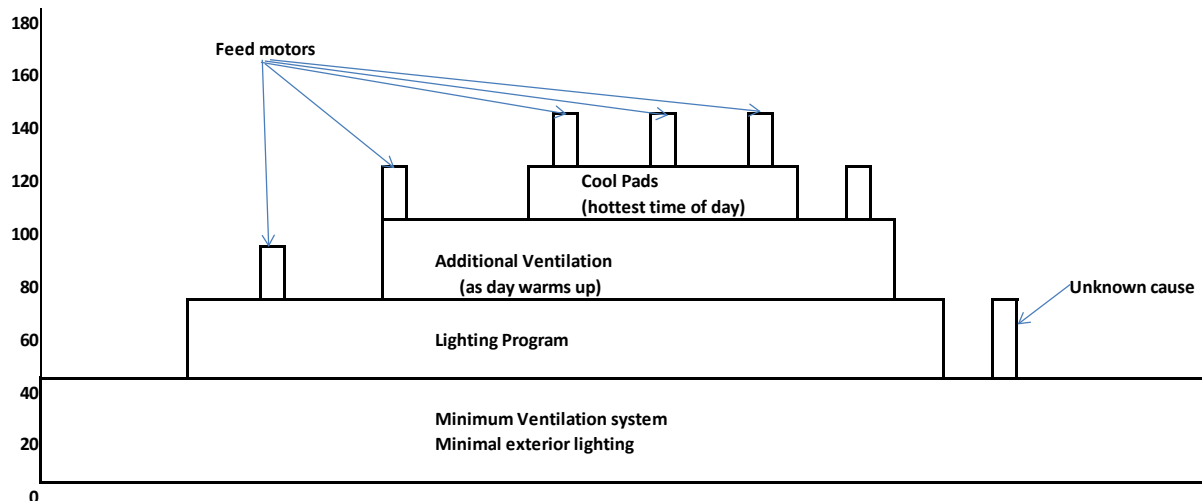 180
Feed motors
160
140
120
Cool Pads
(hottest time of day)
100
Additional Ventilation
80
(as day warms up)
Unknown cause
60
Lighting Program
40
Minimum Ventilation system
20
Minimal exterior lighting
0